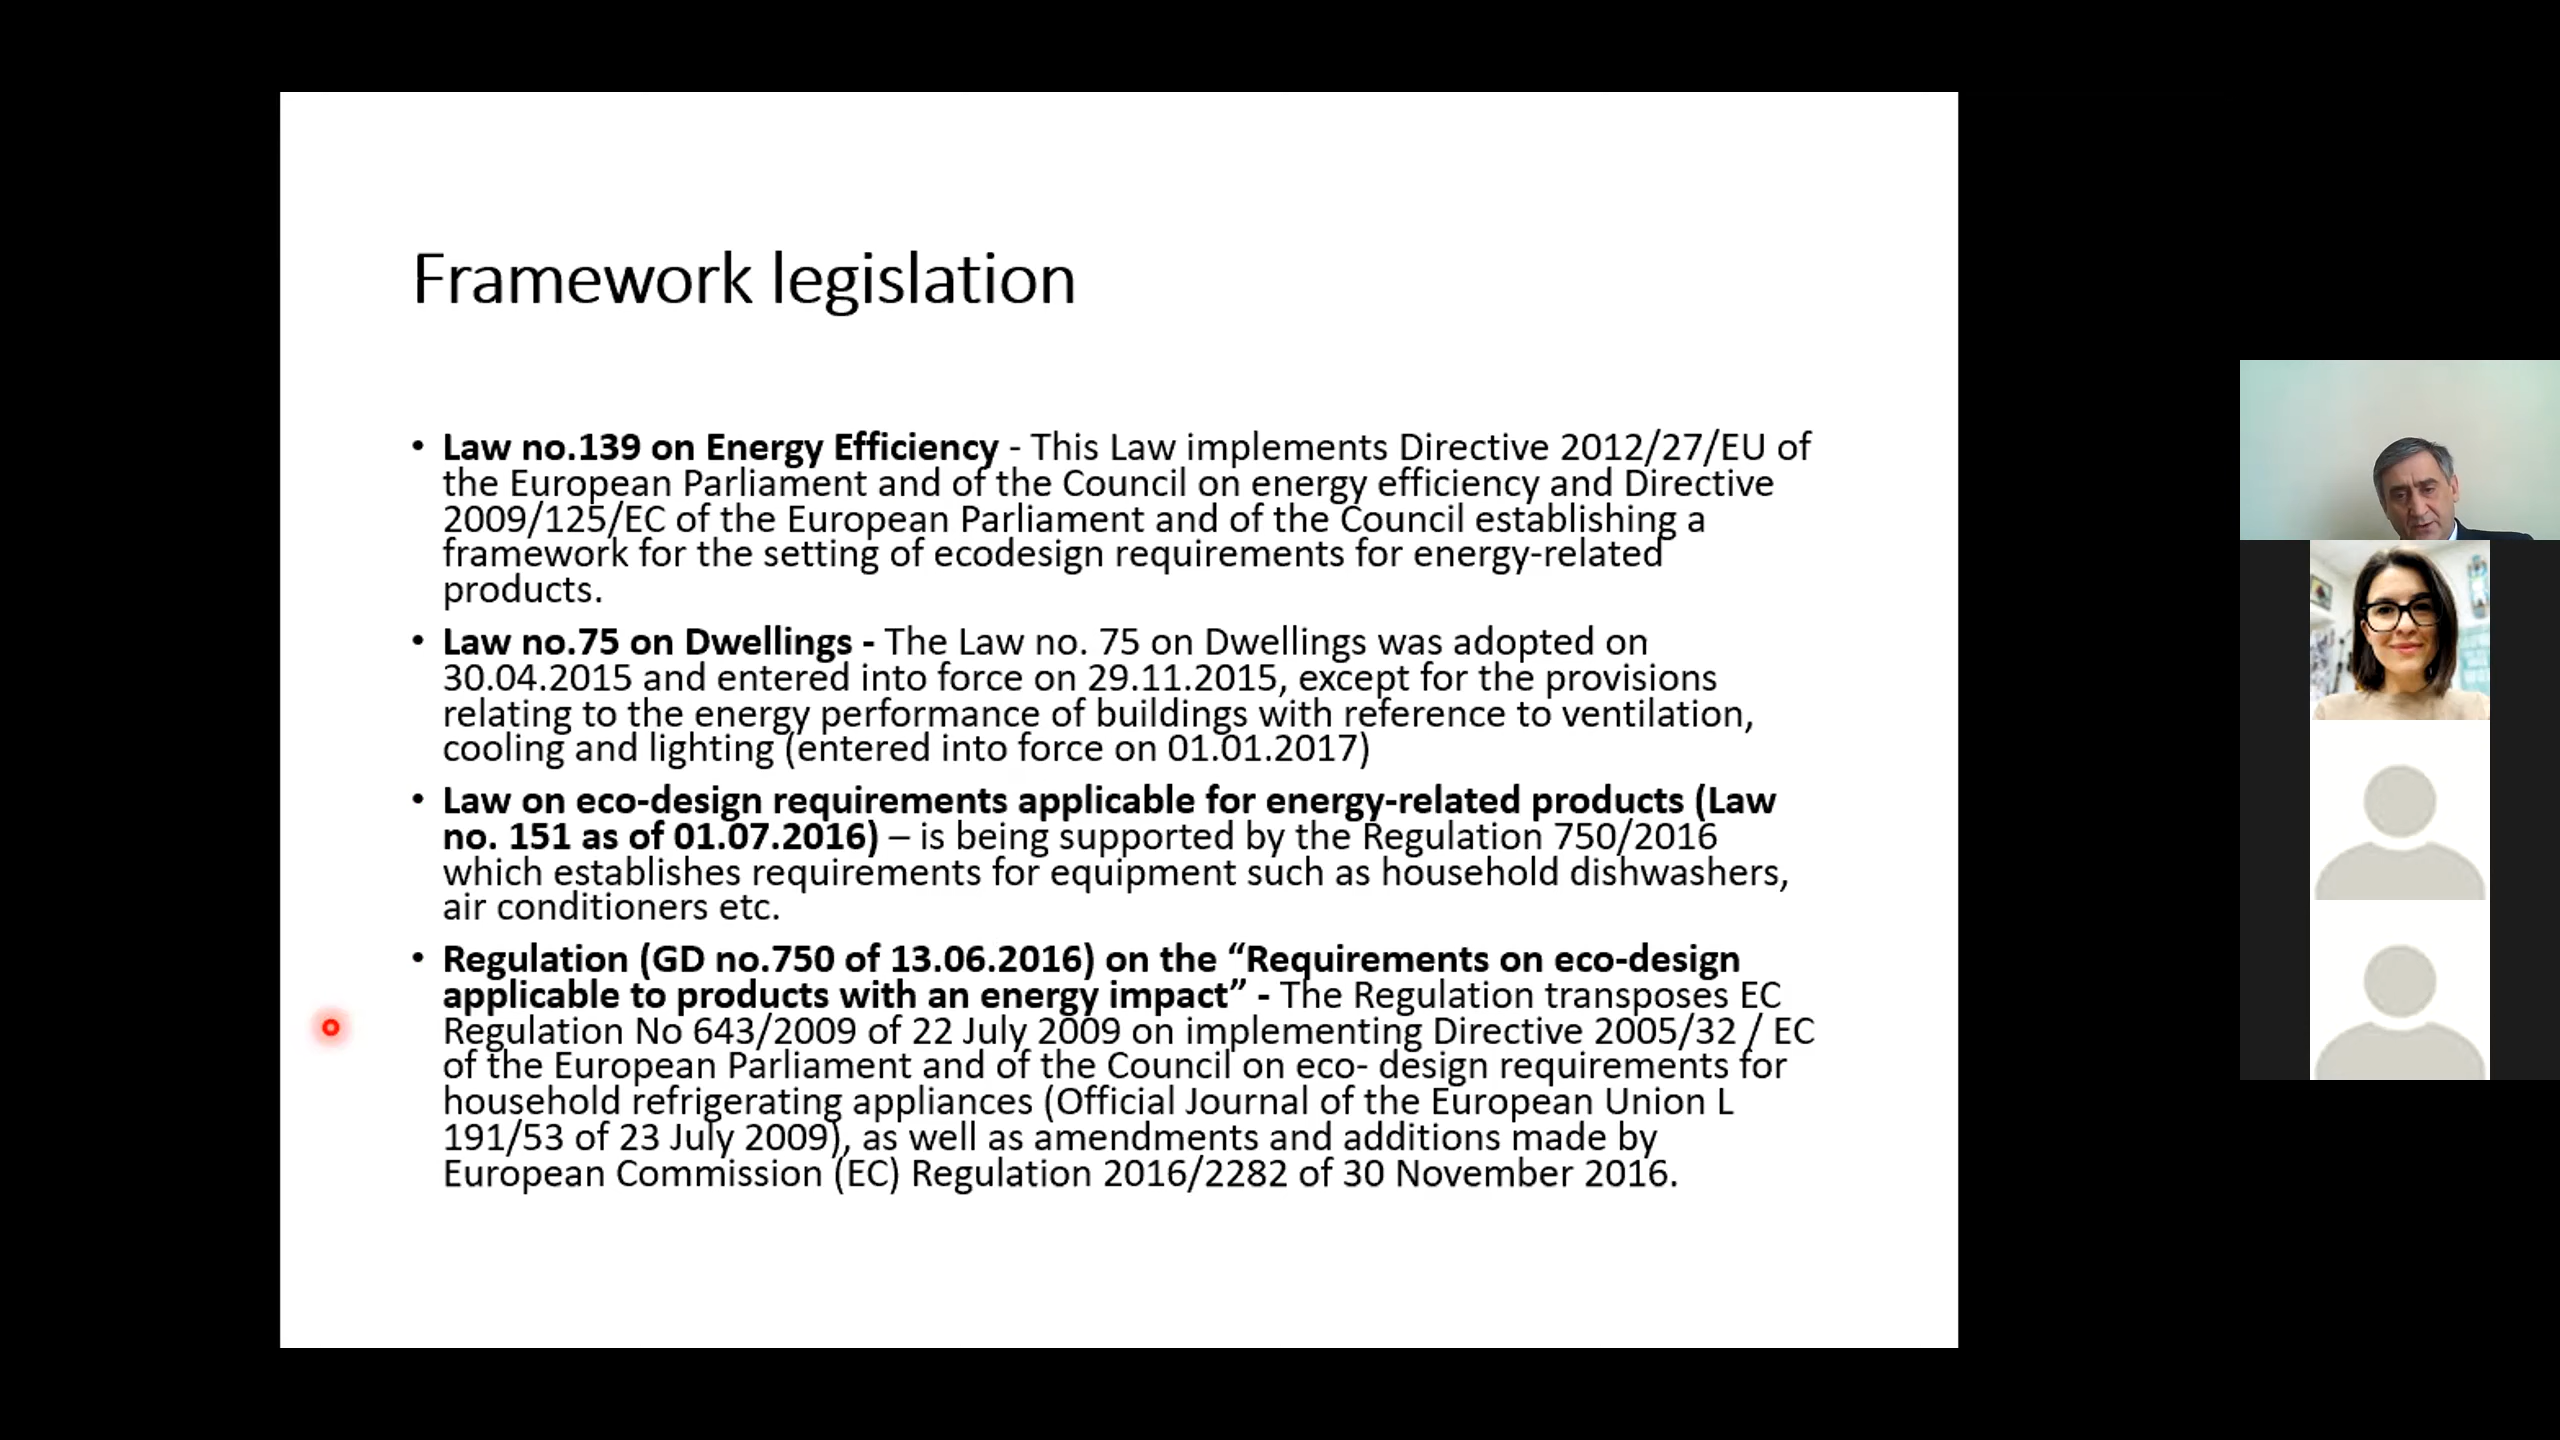 Framework legislation
• Law no.139 on Energy Efficiency - This Law implements Directive 2012/27/EU of
the European Parliament and of the Council on energy efficiency and Directive
2009/125/EC of the European Parliament and of the Council establishing a
framework for the setting of ecodesign requirements for energy-related
products.
• Law no.75 on Dwellings - The Law no. 75 on Dwellings was adopted on
30.04.2015 and entered into force on 29.11.2015, except for the provisions
relating to the energy performance of buildings with reference to ventilation,
cooling and lighting (entered into force on 01.01.2017)
• Law on eco-design requirements applicable for energy-related products (Law
no. 151 as of 01.07.2016) – is being supported by the Regulation 750/2016
which establishes requirements for equipment such as household dishwashers,
air conditioners etc.
• Regulation (GD no.750 of 13.06.2016) on the “Requirements on eco-design
applicable to products with an energy impact” - The Regulation transposes EC
Regulation No 643/2009 of 22 July 2009 on implementing Directive 2005/32 / EC
of the European Parliament and of the Council on eco- design requirements for
household refrigerating appliances (Official Journal of the European Union L
191/53 of 23 July 2009), as well as amendments and additions made by
European Commission (EC) Regulation 2016/2282 of 30 November 2016.